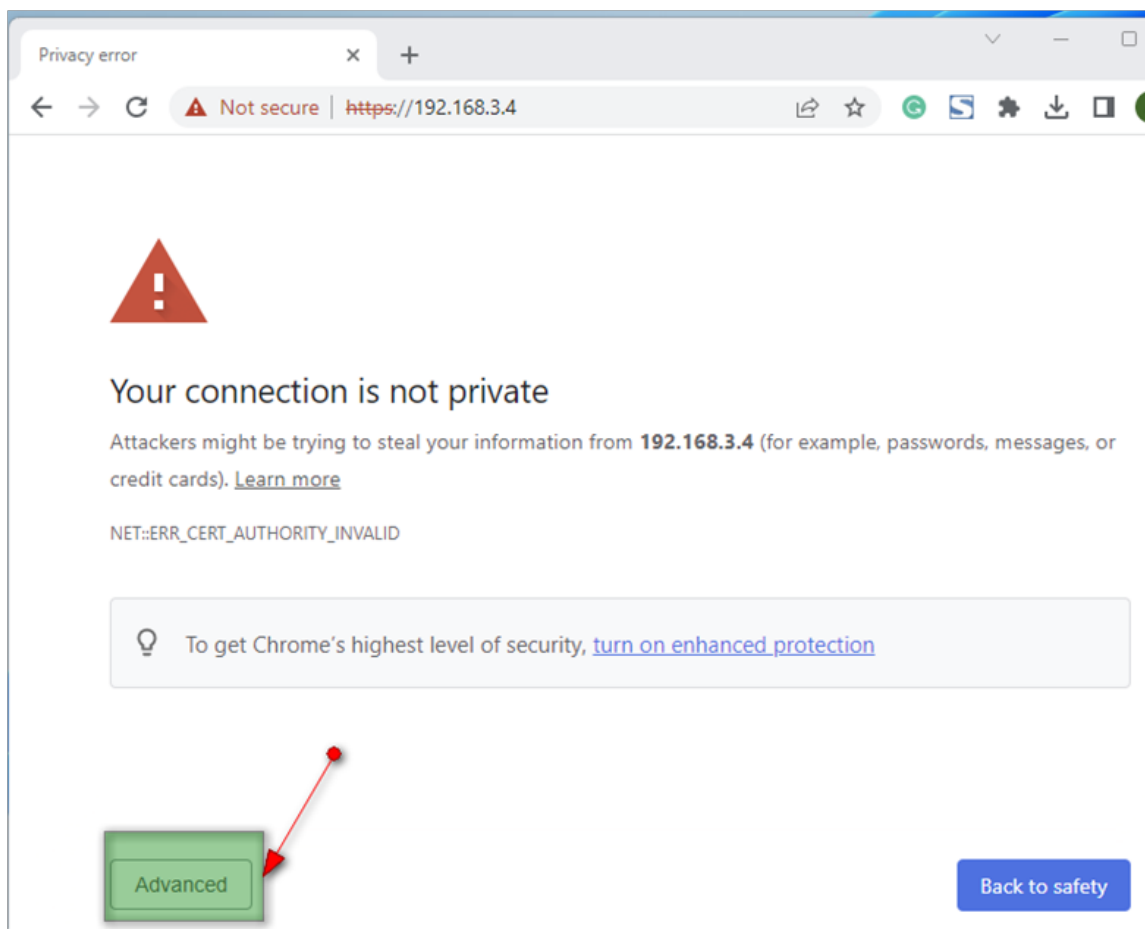 Privacy error
Not secure | https://192.168.3.4
Your connection is not private
Attackers might be trying to steal your information from 192.168.3.4 (for example, passwords, messages, or
credit cards). Learn more
NET::ERR_CERT_AUTHORITY_INVALID
To get Chrome's highest level of security, turn on enhanced protection
Advanced
Back to safety